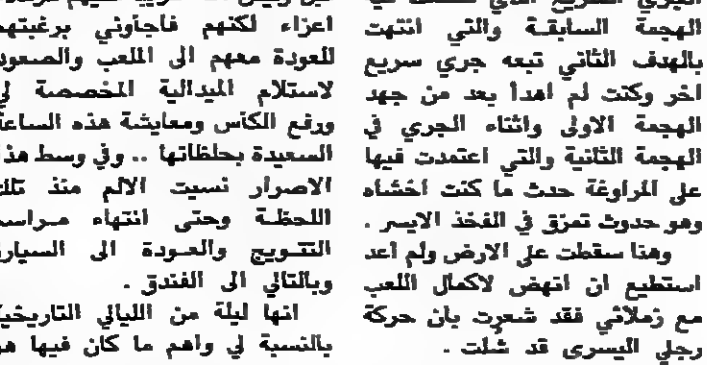 الهجمة السابقة والتي انتهت
بالهدف الثاني تبعه جري سريع
اخر وكنت لم اهدأ بعد من جهد
الهجمة الاولى واثناء الجري في
الهجمة الثانية والتي اعتمدت فيها
على المراوغة حدث ما كنت اخشاه
وهو حدوث تمزق في الفخذ الايسر .
وهنا سقطت على الارض ولم اعد
استطيع ان انهض لاكمال اللعب
مع زملائي فقد شعرت بان حركة
رجلي اليسرى قد شلت .
اعزاء لكنهم فاجأوني برغبتهم
للعودة معهم الى الملعب والصعود
لاستلام الميدالية المخصصة لي
ورفع الكأس ومعايشة هذه الساعة
السعيدة بحلظاتها .. وفي وسط هذا
الاصرار نسيت الالم منذ تلك
اللحظة وحتى انتهاء مراسم
التتويج والعودة الى السيارة
وبالتالي الى الفندق .
انها ليلة من الليالي التاريخية
بالنسبة لي واهم ما كان فيها هو